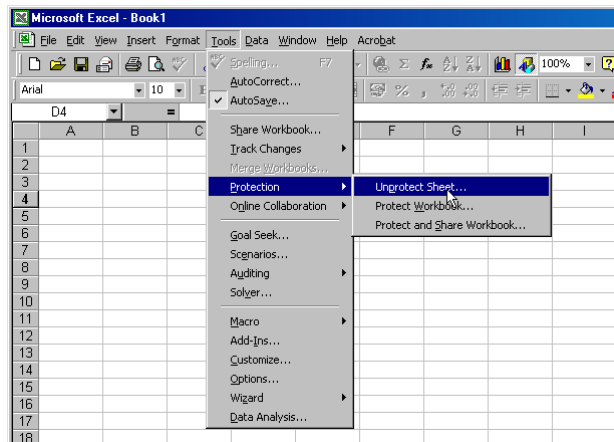 Microsoft Excel - Book1
File Edit View Insert Format Tools Data Window Help Acrobat
Spelling... F7
100%
Arial 10
AutoCorrect...
AutoSave...
D4 =
A B C F G H I
Share Workbook...
Track Changes
Merge Workbooks...
Protection
Unprotect Sheet...
Online Collaboration
Protect Workbook...
Protect and Share Workbook...
Goal Seek...
Scenarios...
Auditing
Solver...
Macro
Add-Ins...
Customize...
Options...
Wizard
Data Analysis...
1
2
3
4
5
6
7
8
9
10
11
12
13
14
15
16
17
18